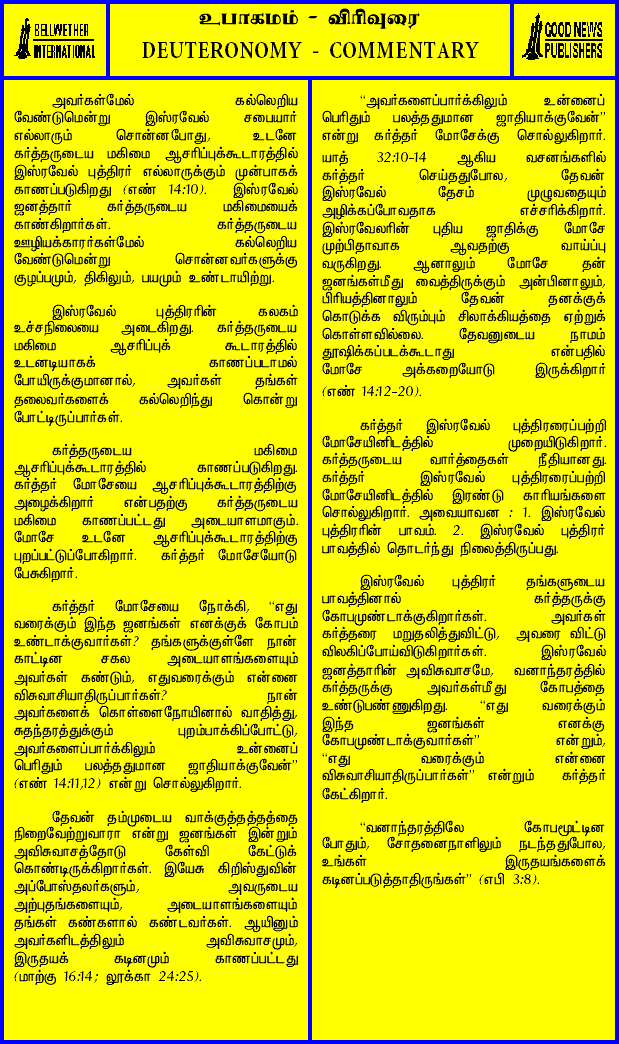 BELLWETHER
INTERNATIONAL
உபாகமம் - விரிவுரை
DEUTERONOMY - COMMENTARY
GOOD NEWS
PUBLISHERS
அவர்கள்மேல் கல்லெறிய
வேண்டுமென்று இஸ்ரவேல் சபையார்
எல்லாரும் சொன்னபோது, உடனே
கர்த்தருடைய மகிமை ஆசரிப்புக்கூடாரத்தில்
இஸ்ரவேல் புத்திரர் எல்லாருக்கும் முன்பாகக்
காணப்படுகிறது (எண் 14:10). இஸ்ரவேல்
ஜனத்தார் கர்த்தருடைய மகிமையைக்
காண்கிறார்கள். கர்த்தருடைய
ஊழியக்காரர்கள்மேல் கல்லெறிய
வேண்டுமென்று சொன்னவர்களுக்கு
குழப்பமும், திகிலும், பயமும் உண்டாயிற்று.
இஸ்ரவேல் புத்திரரின் கலகம்
உச்சநிலையை அடைகிறது. கர்த்தருடைய
மகிமை ஆசரிப்புக் கூடாரத்தில்
உடனடியாகக் காணப்படாமல்
போயிருக்குமானால், அவர்கள் தங்கள்
தலைவர்களைக் கல்லெறிந்து கொன்று
போட்டிருப்பார்கள்.
கர்த்தருடைய மகிமை
ஆசரிப்புக்கூடாரத்தில் காணப்படுகிறது.
கர்த்தர் மோசேயை ஆசரிப்புக்கூடாரத்திற்கு
அழைக்கிறார் என்பதற்கு கர்த்தருடைய
மகிமை காணப்பட்டது அடையாளமாகும்.
மோசே உடனே ஆசரிப்புக்கூடாரத்திற்கு
புறப்பட்டுப்போகிறார். கர்த்தர் மோசேயோடு
பேசுகிறார்.
கர்த்தர் மோசேயை நோக்கி, “எது
வரைக்கும் இந்த ஜனங்கள் எனக்குக் கோபம்
உண்டாக்குவார்கள்? தங்களுக்குள்ளே நான்
காட்டின சகல அடையாளங்களையும்
அவர்கள் கண்டும், எதுவரைக்கும் என்னை
விசுவாசியாதிருப்பார்கள்? நான்
அவர்களைக் கொள்ளைநோயினால் வாதித்து,
சுதந்தரத்துக்கும் புறம்பாக்கிப்போட்டு,
அவர்களைப்பார்க்கிலும் உன்னைப்
பெரிதும் பலத்ததுமான ஜாதியாக்குவேன்”
(எண் 14:11,12) என்று சொல்லுகிறார்.
தேவன் தம்முடைய வாக்குத்தத்தத்தை
நிறைவேற்றுவாரா என்று ஜனங்கள் இன்றும்
அவிசுவாசத்தோடு கேள்வி கேட்டுக்
கொண்டிருக்கிறார்கள். இயேசு கிறிஸ்துவின்
அப்போஸ்தலர்களும், அவருடைய
அற்புதங்களையும், அடையாளங்களையும்
தங்கள் கண்களால் கண்டவர்கள். ஆயினும்
அவர்களிடத்திலும் அவிசுவாசமும்,
இருதயக் கடினமும் காணப்பட்டது
(மாற்கு 16:14; லூக்கா 24:25).
“அவர்களைப்பார்க்கிலும் உன்னைப்
பெரிதும் பலத்ததுமான ஜாதியாக்குவேன்”
என்று கர்த்தர் மோசேக்கு சொல்லுகிறார்.
யாத் 32:10-14 ஆகிய வசனங்களில்
கர்த்தர் செய்ததுபோல, தேவன்
இஸ்ரவேல் தேசம் முழுவதையும்
அழிக்கப்போவதாக எச்சரிக்கிறார்.
இஸ்ரவேலரின் புதிய ஜாதிக்கு மோசே
முற்பிதாவாக ஆவதற்கு வாய்ப்பு
வருகிறது. ஆனாலும் மோசே தன்
ஜனங்கள்மீது வைத்திருக்கும் அன்பினாலும்,
பிரியத்தினாலும் தேவன் தனக்குக்
கொடுக்க விரும்பும் சிலாக்கியத்தை ஏற்றுக்
கொள்ளவில்லை. தேவனுடைய நாமம்
தூஷிக்கப்படக்கூடாது என்பதில்
மோசே அக்கறையோடு இருக்கிறார்
(எண் 14:12-20).
கர்த்தர் இஸ்ரவேல் புத்திரரைப்பற்றி
மோசேயினிடத்தில் முறையிடுகிறார்.
கர்த்தருடைய வார்த்தைகள் நீதியானது.
கர்த்தர் இஸ்ரவேல் புத்திரரைப்பற்றி
மோசேயினிடத்தில் இரண்டு காரியங்களை
சொல்லுகிறார். அவையாவன : 1. இஸ்ரவேல்
புத்திரரின் பாவம். 2. இஸ்ரவேல் புத்திரர்
பாவத்தில் தொடர்ந்து நிலைத்திருப்பது.
இஸ்ரவேல் புத்திரர் தங்களுடைய
பாவத்தினால் கர்த்தருக்கு
கோபமுண்டாக்குகிறார்கள். அவர்கள்
கர்த்தரை மறுதலித்துவிட்டு, அவரை விட்டு
விலகிப்போய்விடுகிறார்கள். இஸ்ரவேல்
ஜனத்தாரின் அவிசுவாசமே, வனாந்தரத்தில்
கர்த்தருக்கு அவர்கள்மீது கோபத்தை
உண்டுபண்ணுகிறது. “எது வரைக்கும்
இந்த ஜனங்கள் எனக்கு
கோபமுண்டாக்குவார்கள்” என்றும்,
“எது வரைக்கும் என்னை
விசுவாசியாதிருப்பார்கள்” என்றும் கர்த்தர்
கேட்கிறார்.
“வனாந்தரத்திலே கோபமூட்டின
போதும், சோதனைநாளிலும் நடந்ததுபோல,
உங்கள் இருதயங்களைக்
கடினப்படுத்தாதிருங்கள்” (எபி 3:8).